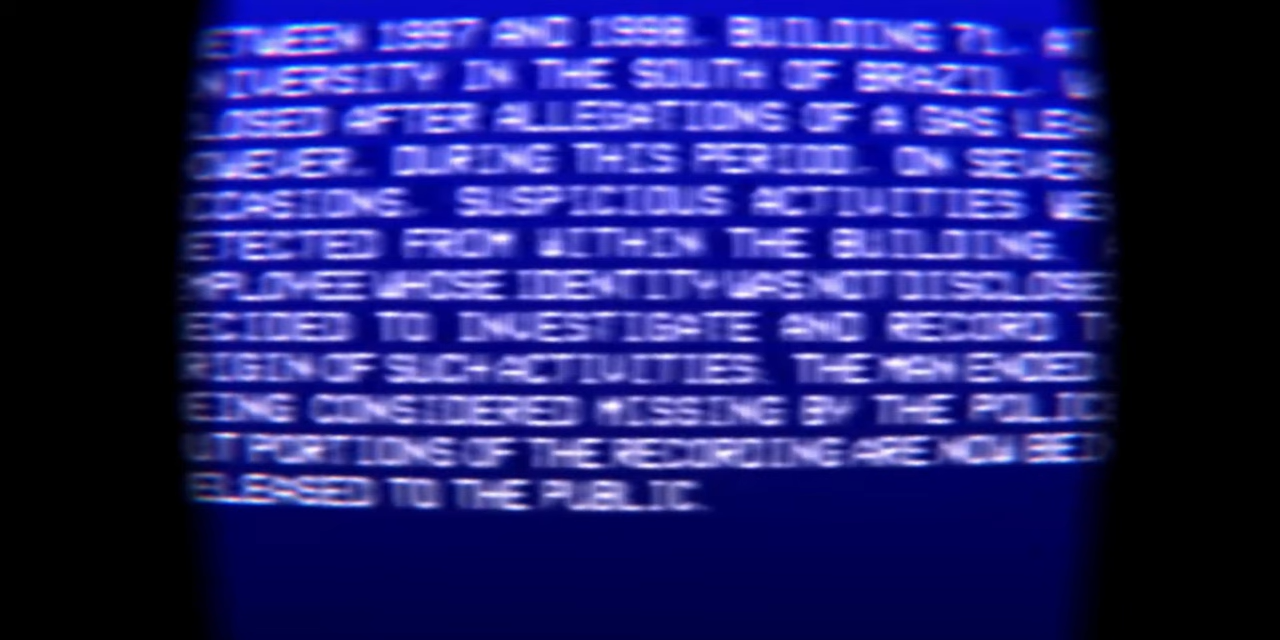 ETWEEN 1997 AND 1998. BUILDING 71. AT
NIVERSITY IN THE SOUTH OF BRAZIL. W
LOSED AFTER ALLEGATIONS OF A GAS LEA
OWEVER. DURING THIS PERIOD. ON SEVER
CCASIONS. SUSPICIOUS ACTIVITIES WE
ETECTED FROM WITHIN THE BUILDING.
MPLOYEE WHOSE IDENTITY WAS NOT DISCLOSE
ECIDED TO INVESTIGATE AND RECORD TH
RIGIN OF SUCH ACTIVITIES. THE MAN ENDED
EING CONSIDERED MISSING BY THE POLICE
UT PORTIONS OF THE RECORDING ARE NOW BEIN
ELEASED TO THE PUBLIC.